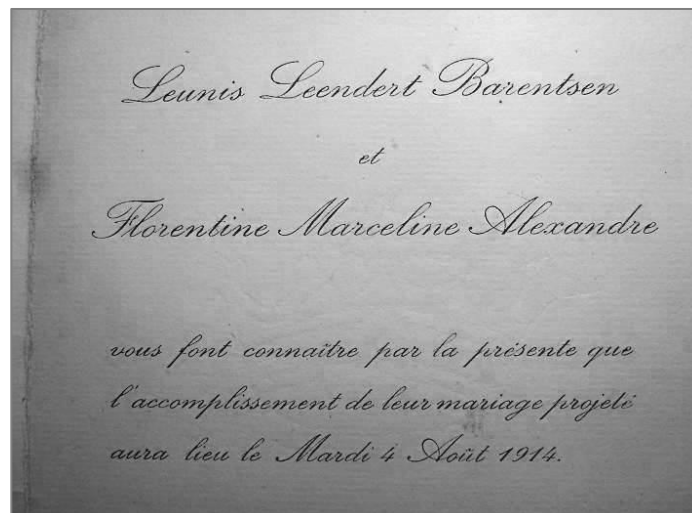 Leunis Leendert Barentsen
et
Florentine Marceline Alexandre
vous font connaître par la présente que
l'accomplissement de leur mariage projeté
aura lieu le Mardi 4 Août 1914.